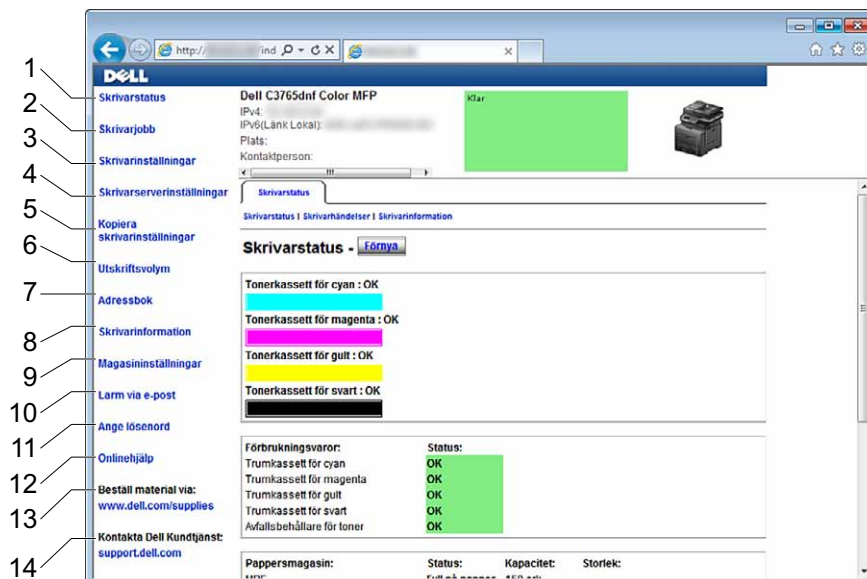 http:// /ind
DELL
1
Skrivarstatus
2
Skrivarjobb
3
Skrivarinställningar
4
Skrivarserverinställningar
5
Kopiera
skrivarinställningar
6
Utskriftsvolym
7
Adressbok
8
Skrivarinformation
9
Magasininställningar
10
Larm via e-post
11
Ange lösenord
12
Onlinehjälp
13
Beställ material via:
www.dell.com/supplies
14
Kontakta Dell Kundtjänst:
support.dell.com
Dell C3765dnf Color MFP
IPv4:
IPv6(Länk Lokal):
Plats:
Kontaktperson:
Klar
Skrivarstatus
Skrivarstatus | Skrivarhändelser | Skrivarinformation
Skrivarstatus - Förnya
Tonerkassett för cyan : OK
Tonerkassett för magenta : OK
Tonerkassett för gult : OK
Tonerkassett för svart : OK
Förbrukningsvaror: Status:
Trumkassett för cyan OK
Trumkassett för magenta OK
Trumkassett för gult OK
Trumkassett för svart OK
Avfallsbehållare för toner OK
Pappersmagasin: Status: Kapacitet: Storlek: